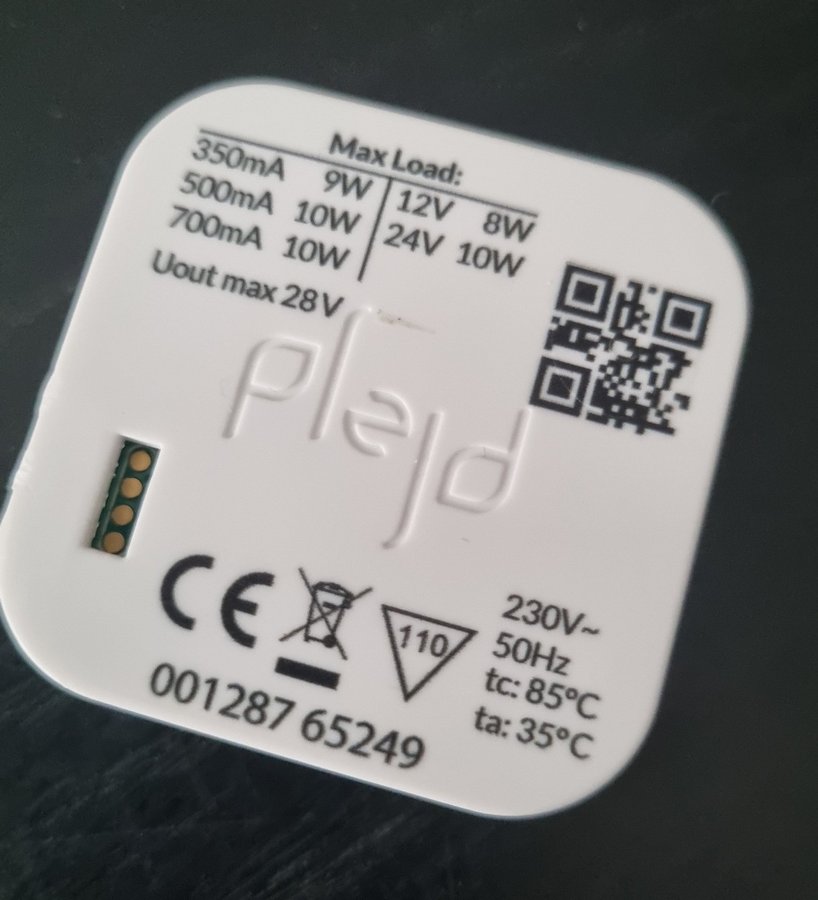 Max Load:
350mA 9W 12V 8W
500mA 10W 24V 10W
700mA 10W
Uout max 28V
plejd
CE
110
230V~
50Hz
tc: 85°C
ta: 35°C
001287 65249